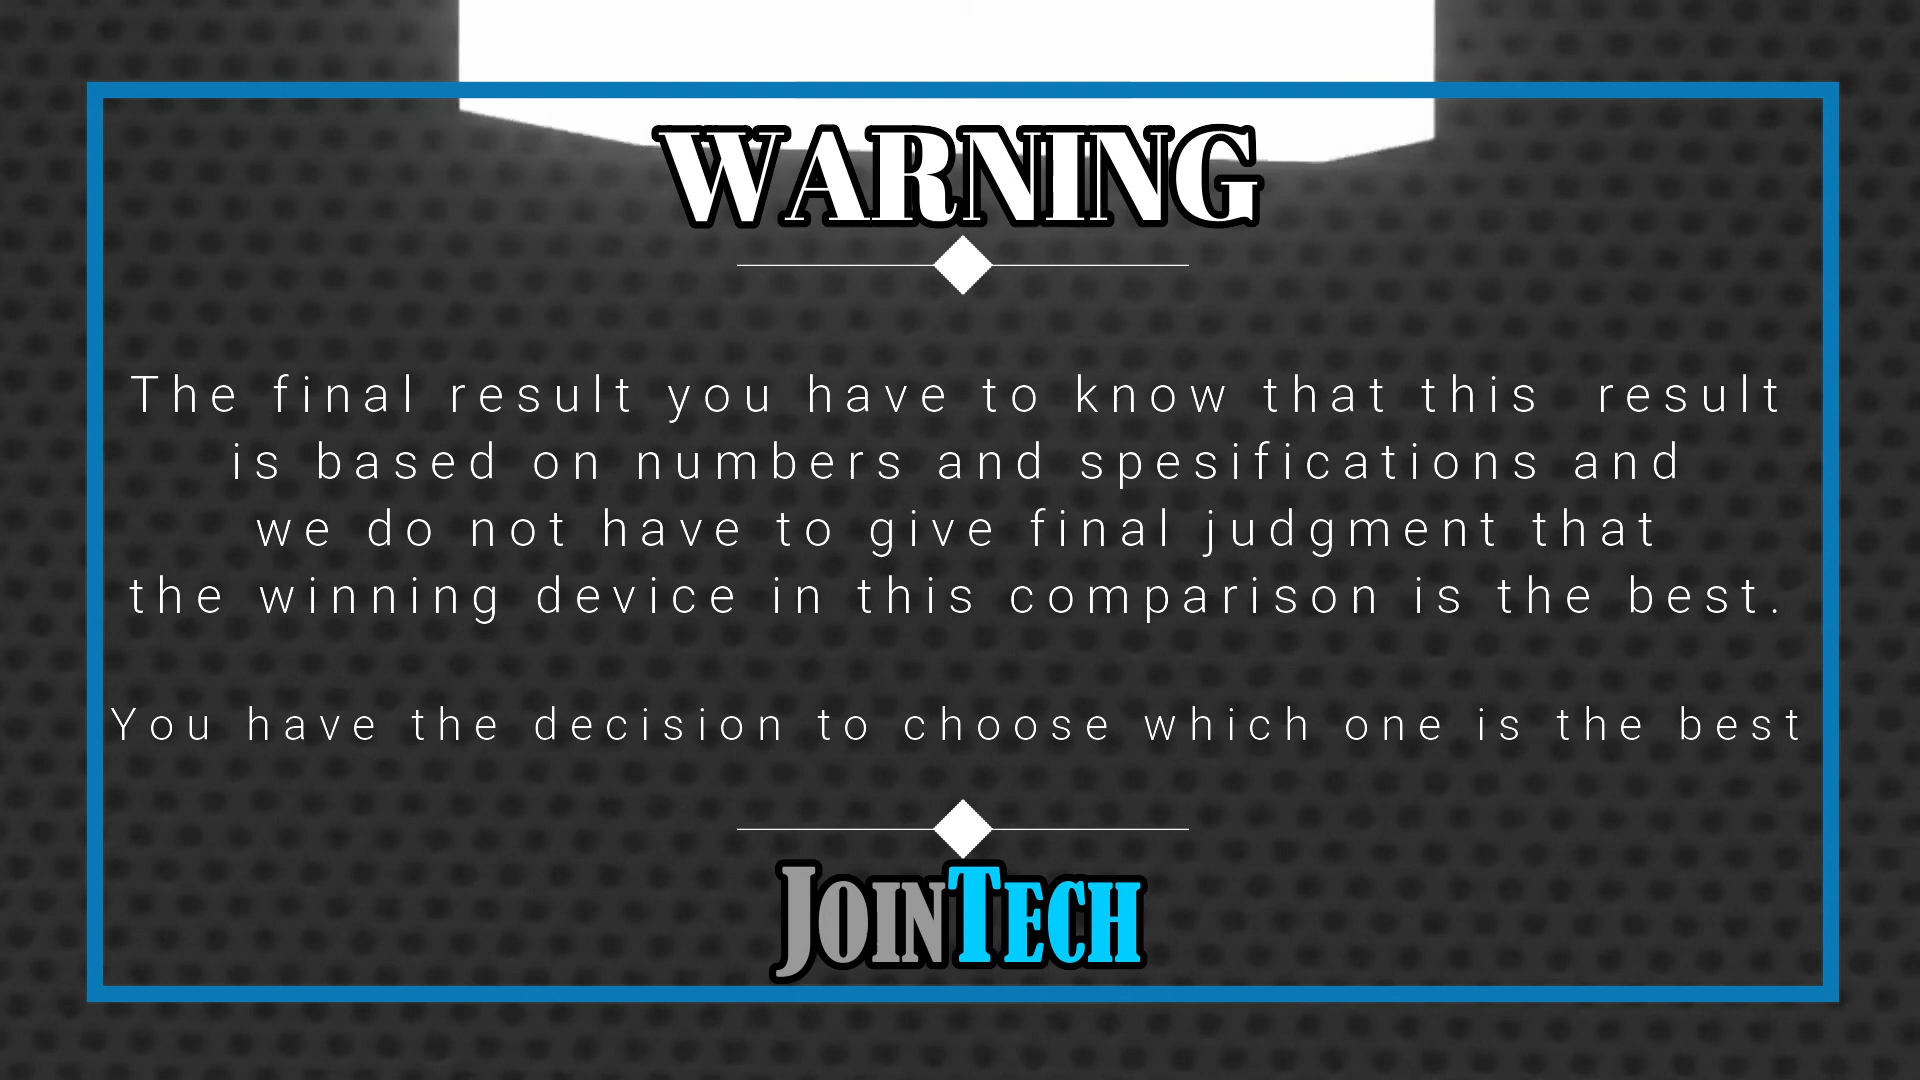 WARNING
The final result you have to know that this result
is based on numbers and spesifications and
we do not have to give final judgment that
the winning device in this comparison is the best.
You have the decision to choose which one is the best
JOINTECH